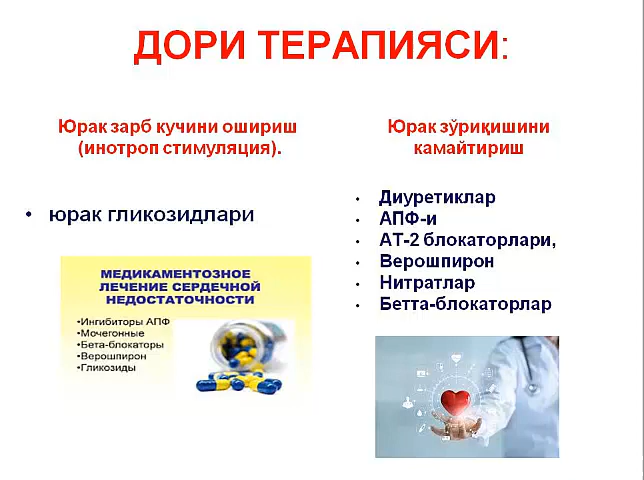 ДОРИ ТЕРАПИЯСИ:
Юрак зарб кучини ошириш
(инотроп стимуляция).
• юрак гликозидлари
МЕДИКАМЕНТОЗНОЕ
ЛЕЧЕНИЕ СЕРДЕЧНОЙ
НЕДОСТАТОЧНОСТИ
•Ингибиторы АПФ
•Мочегонные
•Бета-блокаторы
•Верошпирон
•Гликозиды
Юрак зўриқишини
камайтириш
• Диуретиклар
• АПФ-и
• АТ-2 блокаторлари,
• Верошпирон
• Нитратлар
• Бетта-блокаторлар